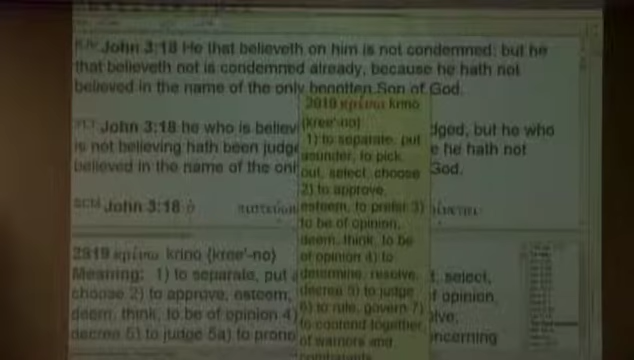 KJV John 3:18 He that believeth on him is not condemned: but he
that believeth not is condemned already, because he hath not
believed in the name of the only begotten Son of God.
YLT John 3:18 he who is believ dged, but he who
is not believing hath been judge e he hath not
believed in the name of the onl God.
John 3:18 ὁ
2919 κρίνω krino
(kree'-no)
1) to separate, put
asunder, to pick
out, select, choose
2) to approve,
esteem, to prefer 3)
to be of opinion,
deem, think, to be
of opinion 4) to
determine, resolve,
decree 5) to judge
6) to rule, govern 7)
to contend together,
of warriors and
combatants
2919 κρίνω krino {kree'-no}
Meaning: 1) to separate, put a t, select,
choose 2) to approve, esteem, f opinion,
deem, think, to be of opinion 4) lve,
decree 5) to judge 5a) to prono ncerning